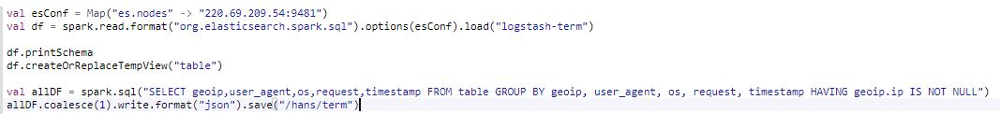 val esConf = Map("es.nodes" -> "220.69.209.54:9481")
val df = spark.read.format("org.elasticsearch.spark.sql").options(esConf).load("logstash-term")
df.printSchema
df.createOrReplaceTempView("table")
val allDF = spark.sql("SELECT geoip,user_agent,os,request,timestamp FROM table GROUP BY geoip, user_agent, os, request, timestamp HAVING geoip.ip IS NOT NULL")
allDF.coalesce(1).write.format("json").save("/hans/term")